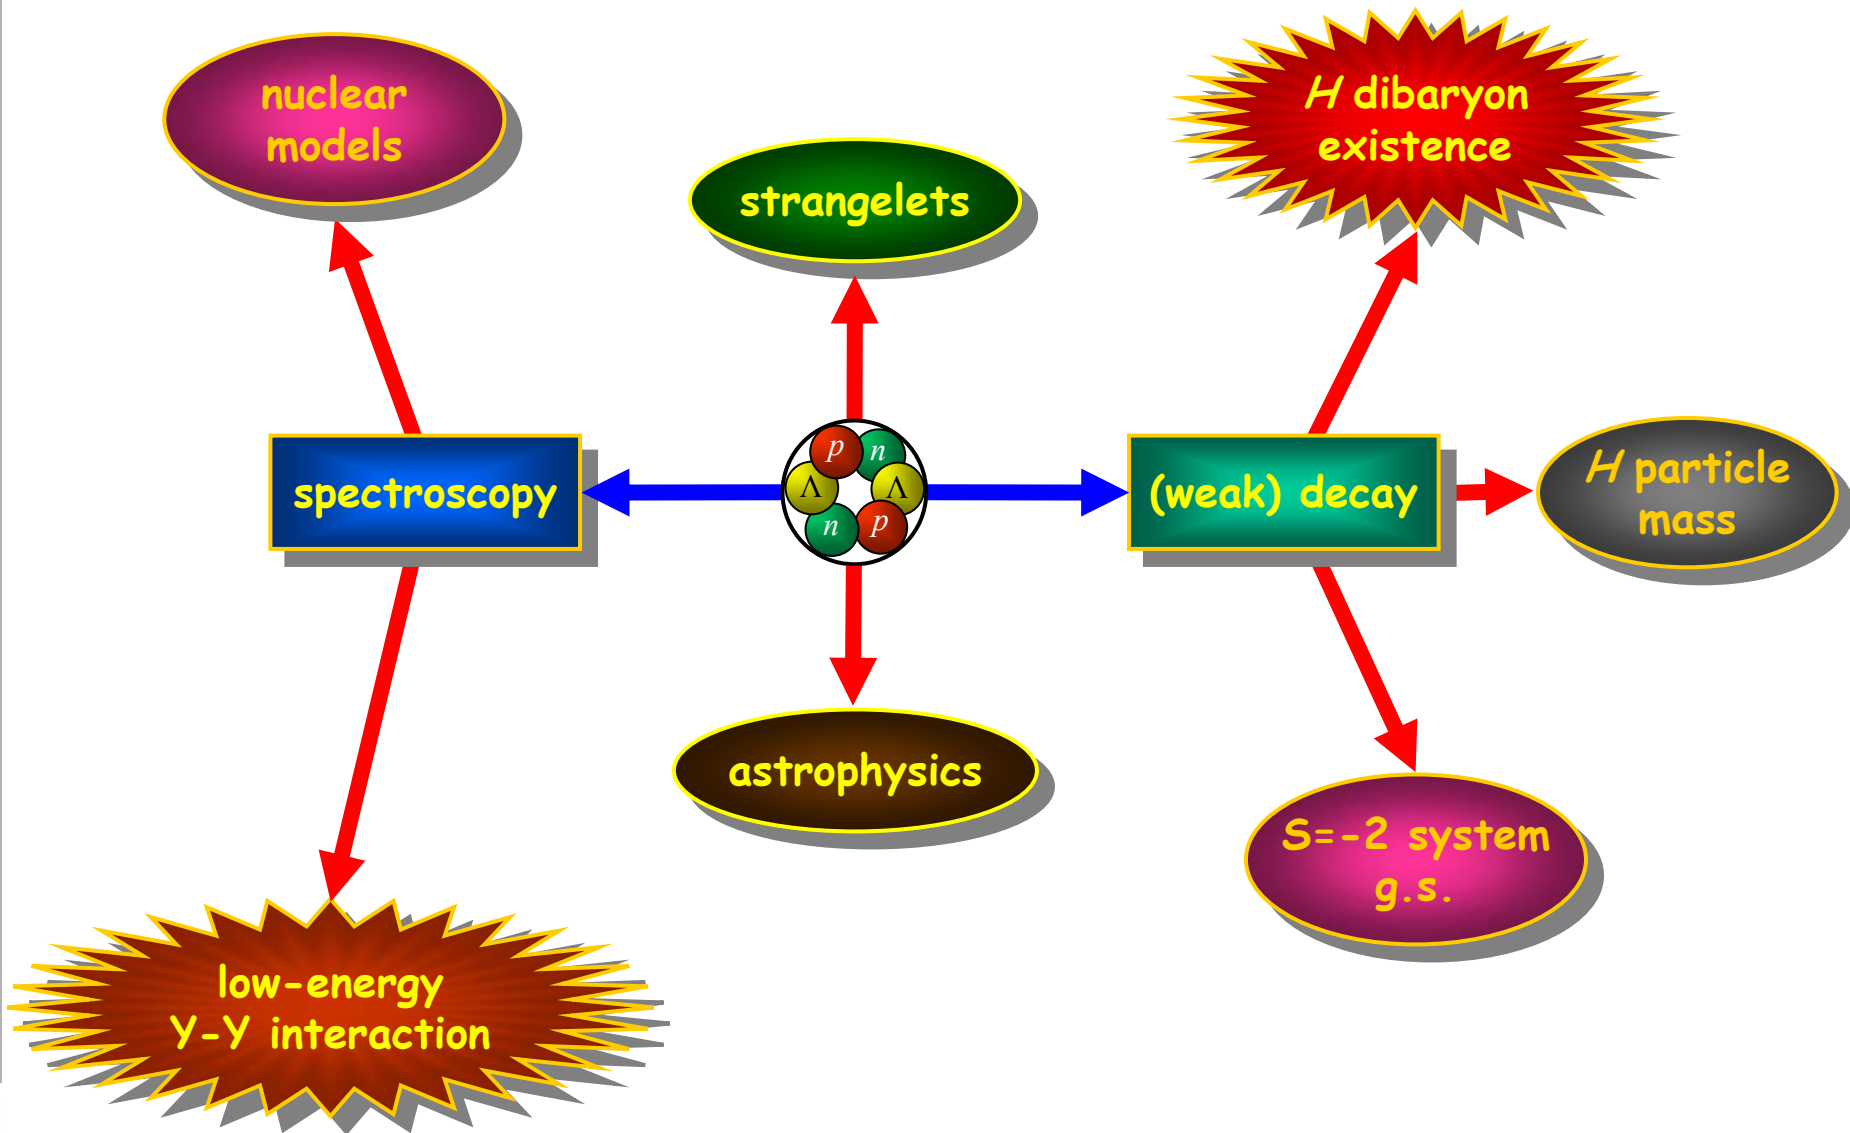 nuclear
models
H dibaryon
existence
strangelets
p
n
Λ
Λ
n
p
spectroscopy
(weak) decay
H particle
mass
astrophysics
S=-2 system
g.s.
low-energy
Y-Y interaction